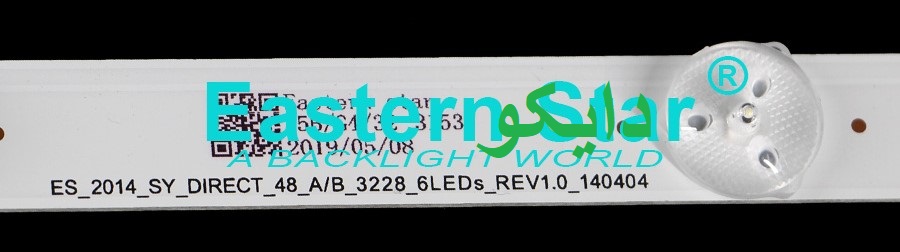 Eastern Star®
دایکو
A BACKLIGHT WORLD
2019/05/08
ES_2014_SY_DIRECT_48_A/B_3228_6LEDs_REV1.0_140404